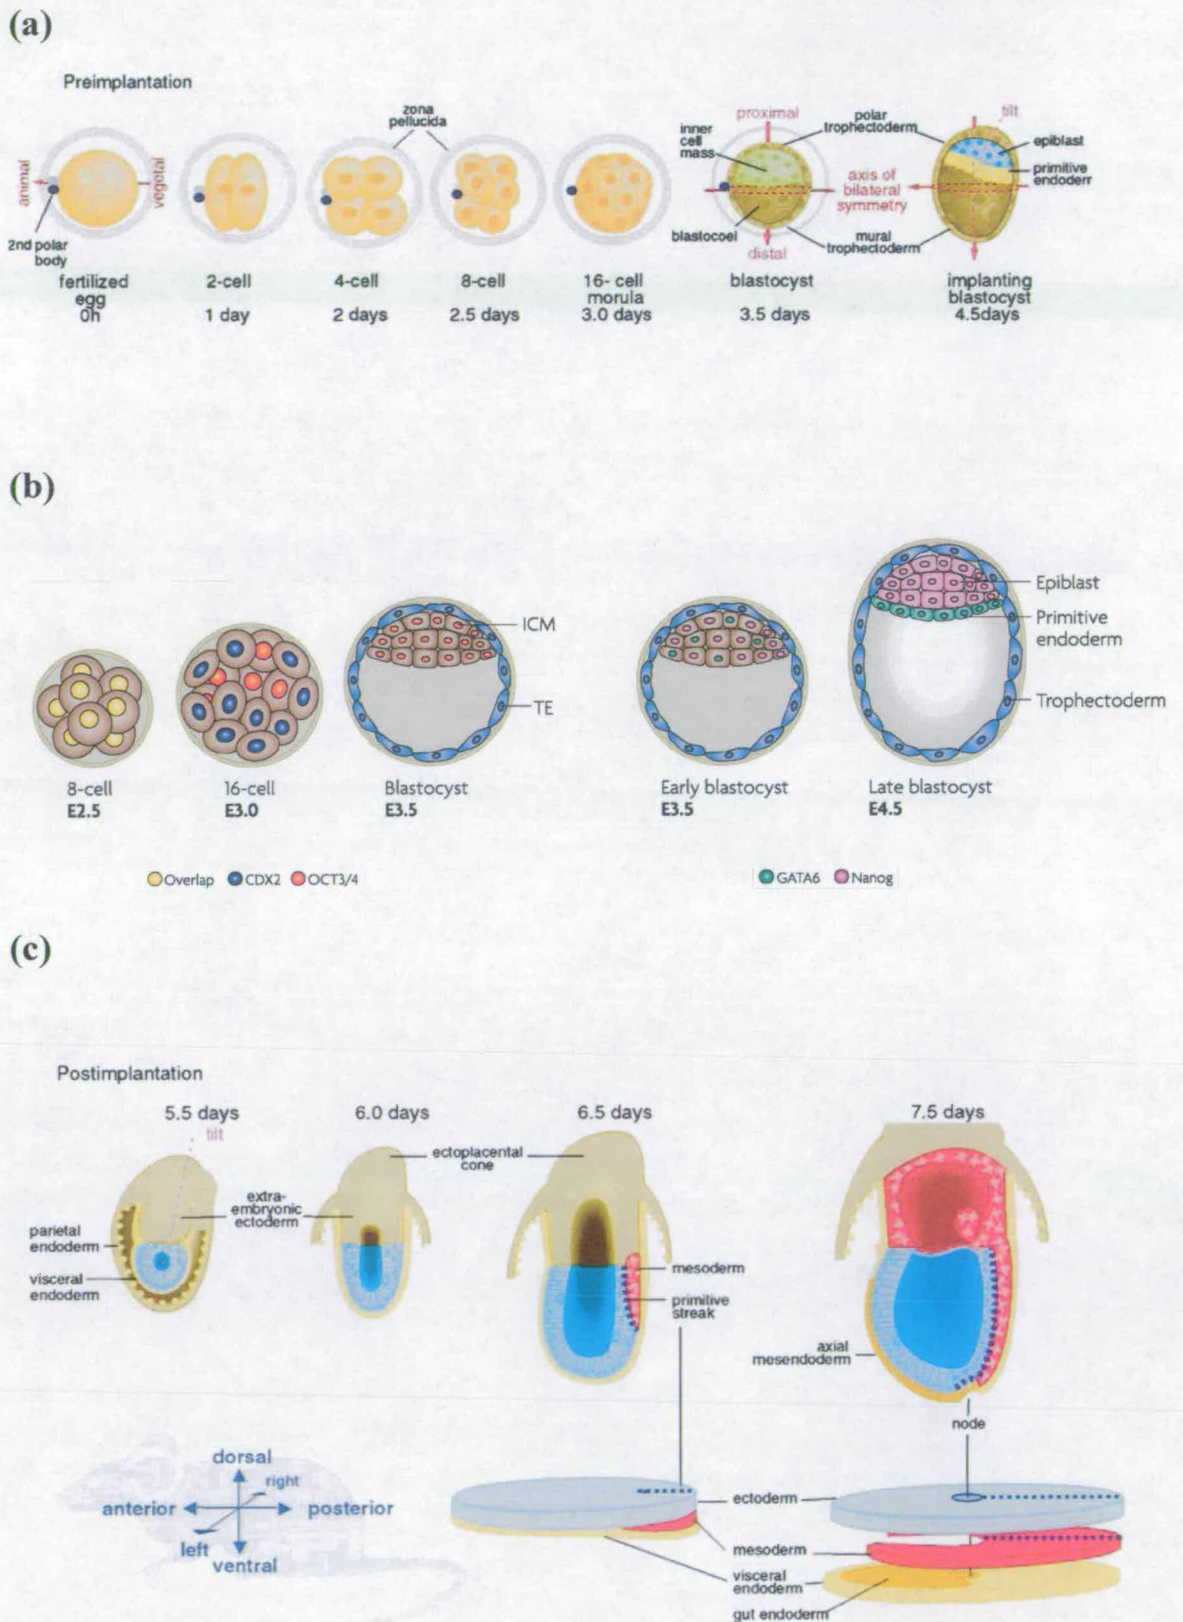 (a)
Preimplantation
zona
pellucida
animal
vegetal
2nd polar
body
inner
cell
mass
proximal
polar
trophectoderm
tilt
epiblast
primitive
endoderr
axis of
bilateral
symmetry
blastocoel
distal
mural
trophectoderm
fertilized
egg
0h
2-cell
1 day
4-cell
2 days
8-cell
2.5 days
16- cell
morula
3.0 days
blastocyst
3.5 days
implanting
blastocyst
4.5days
(b)
ICM
TE
Epiblast
Primitive
endoderm
Trophectoderm
8-cell
E2.5
16-cell
E3.0
Blastocyst
E3.5
Early blastocyst
E3.5
Late blastocyst
E4.5
Overlap CDX2 OCT3/4
GATA6 Nanog
(c)
Postimplantation
5.5 days
6.0 days
6.5 days
7.5 days
tilt
ectoplacental
cone
extra-
embryonic
ectoderm
parietal
endoderm
visceral
endoderm
mesoderm
primitive
streak
axial
mesendoderm
node
dorsal
right
anterior
posterior
left
ventral
ectoderm
mesoderm
visceral
endoderm
gut endoderm